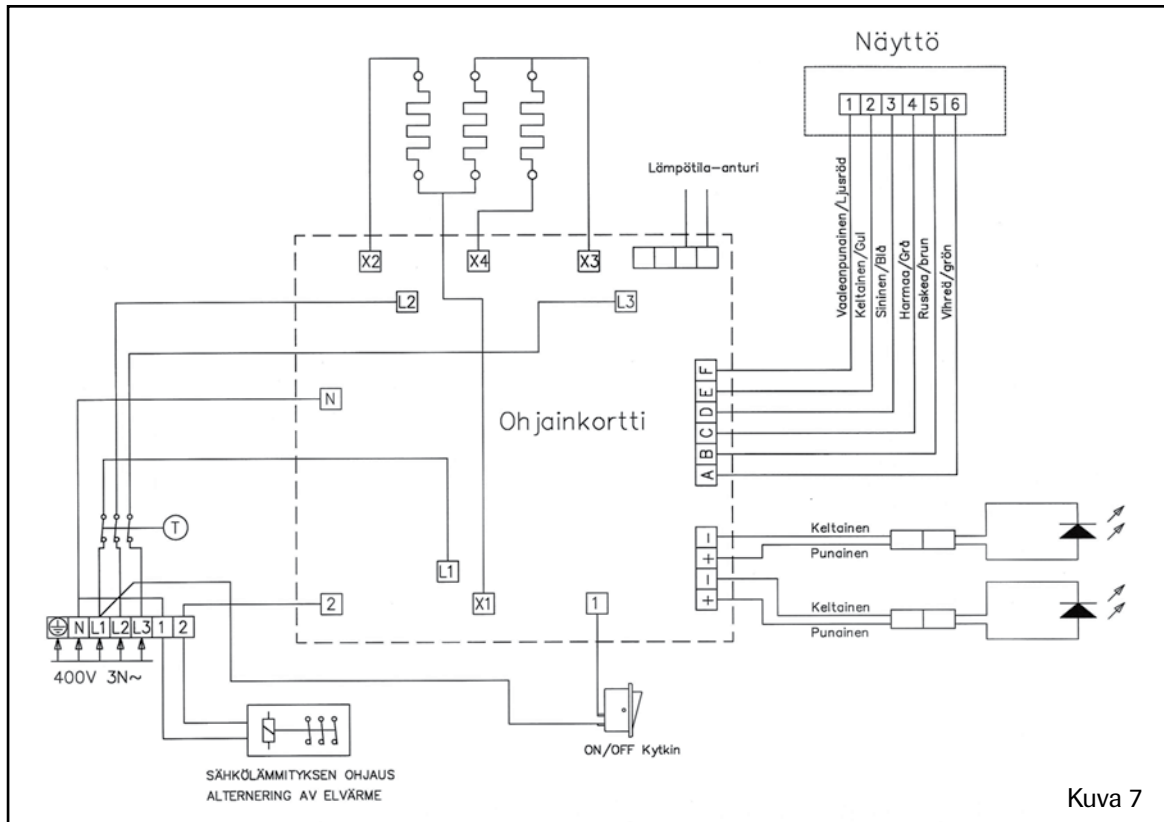 Näyttö
1 2 3 4 5 6
Vaaleanpunainen/Ljusröd
Keltainen/Gul
Sininen/Blå
Harmaa/Grå
Ruskea/brun
Vihreä/grön
Lämpötila-anturi
X2 X4 X3
L2 L3
N
Ohjainkortti
F
E
D
C
B
A
T
L1
- Keltainen
+ Punainen
- Keltainen
+ Punainen
2 X1 1
N L1 L2 L3 1 2
400V 3N~
ON/OFF Kytkin
SÄHKÖLÄMMITYKSEN OHJAUS
ALTERNERING AV ELVÄRME
Kuva 7